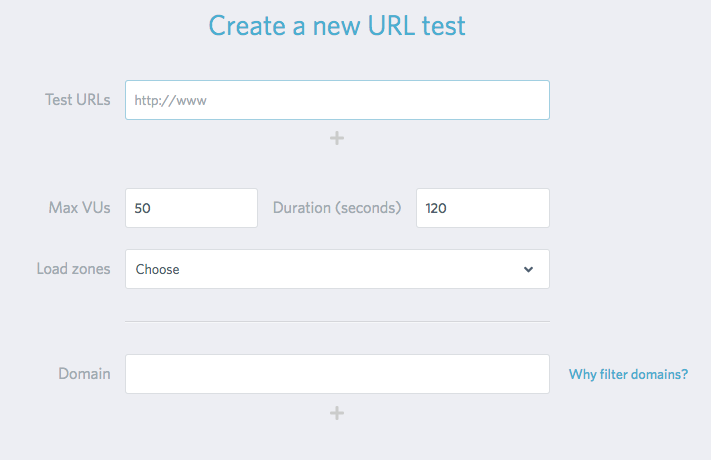 Create a new URL test
Test URLs http://www
+
Max VUs 50 Duration (seconds) 120
Load zones Choose
Domain Why filter domains?
+